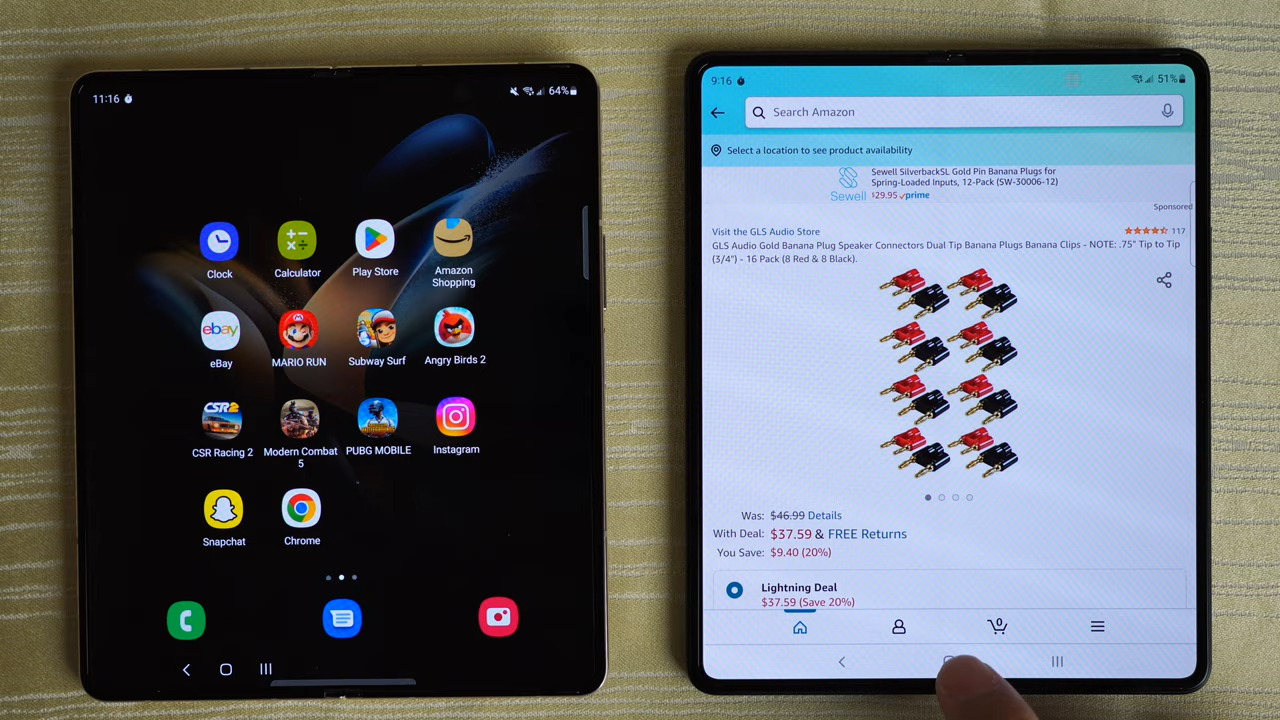 11:16
64%
Clock
Calculator
Play Store
Amazon
Shopping
ebay
eBay
MARIO RUN
Subway Surf
Angry Birds 2
CSR2
CSR Racing 2
Modern Combat
5
PUBG MOBILE
Instagram
Snapchat
Chrome
9:16
51%
Search Amazon
Select a location to see product availability
Sewell
Sewell SilverbackSL Gold Pin Banana Plugs for
Spring-Loaded Inputs, 12-Pack (SW-30006-12)
$29.95 prime
Sponsored
Visit the GLS Audio Store
117
GLS Audio Gold Banana Plug Speaker Connectors Dual Tip Banana Plugs Banana Clips - NOTE: .75" Tip to Tip
(3/4") - 16 Pack (8 Red & 8 Black).
Was: $46.99 Details
With Deal: $37.59 & FREE Returns
You Save: $9.40 (20%)
Lightning Deal
$37.59 (Save 20%)
0